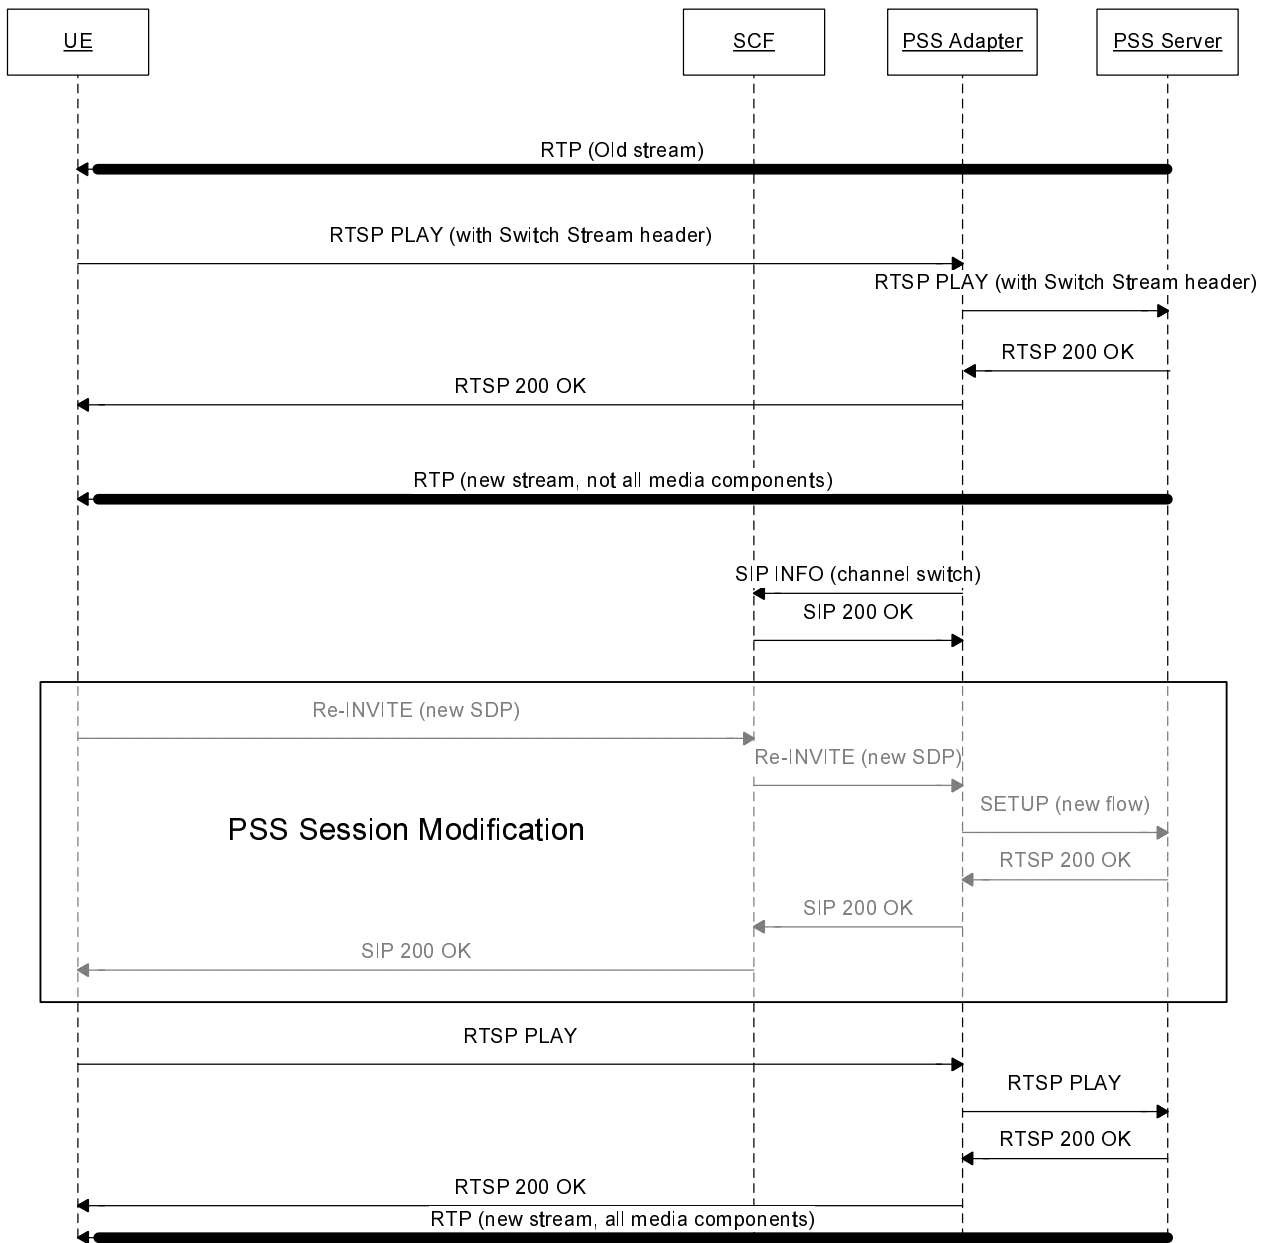 UE
SCF
PSS Adapter
PSS Server
RTP (Old stream)
RTSP PLAY (with Switch Stream header)
RTSP PLAY (with Switch Stream header)
RTSP 200 OK
RTSP 200 OK
RTP (new stream, not all media components)
SIP INFO (channel switch)
SIP 200 OK
Re-INVITE (new SDP)
Re-INVITE (new SDP)
SETUP (new flow)
PSS Session Modification
RTSP 200 OK
SIP 200 OK
SIP 200 OK
RTSP PLAY
RTSP PLAY
RTSP 200 OK
RTSP 200 OK
RTP (new stream, all media components)